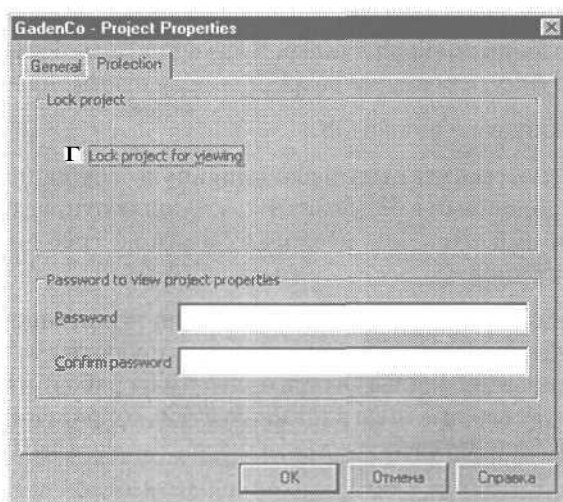 GadenCo - Project Properties
General Protection
Lock project
Lock project for viewing
Password to view project properties
Password
Confirm password
OK Отмена Справка